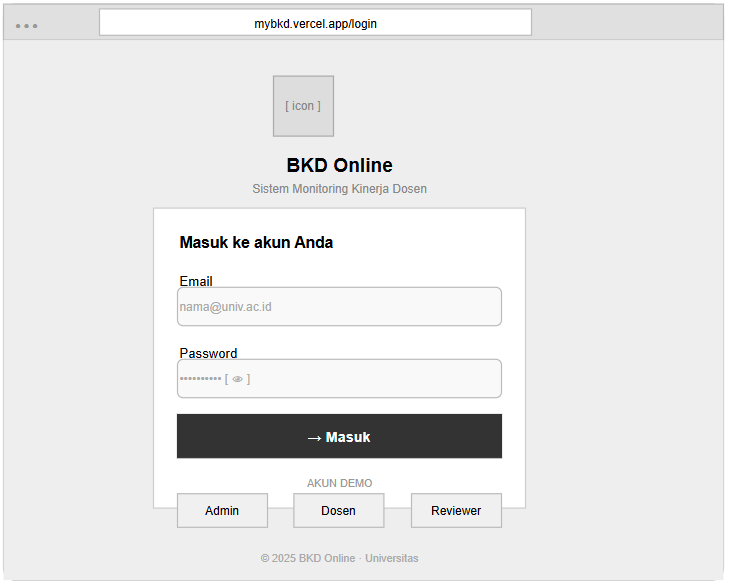 mybkd.vercel.app/login
[ icon ]
BKD Online
Sistem Monitoring Kinerja Dosen
Masuk ke akun Anda
Email
nama@univ.ac.id
Password
•••••••••• [ 👁 ]
→ Masuk
AKUN DEMO
Admin Dosen Reviewer
© 2025 BKD Online · Universitas